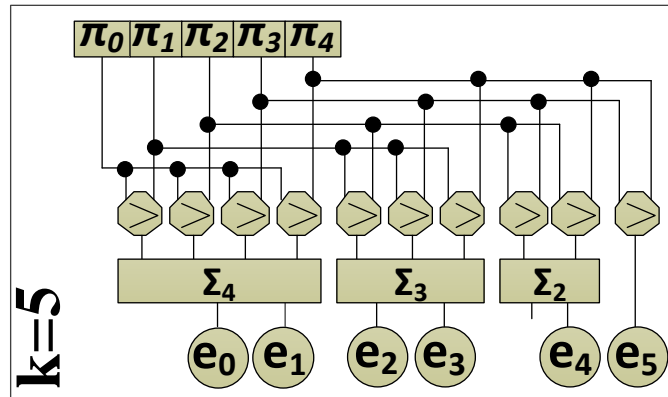 π₀ π₁ π₂ π₃ π₄
> > > > > > > > > >
Σ₄ Σ₃ Σ₂
e₀ e₁ e₂ e₃ e₄ e₅
k=5